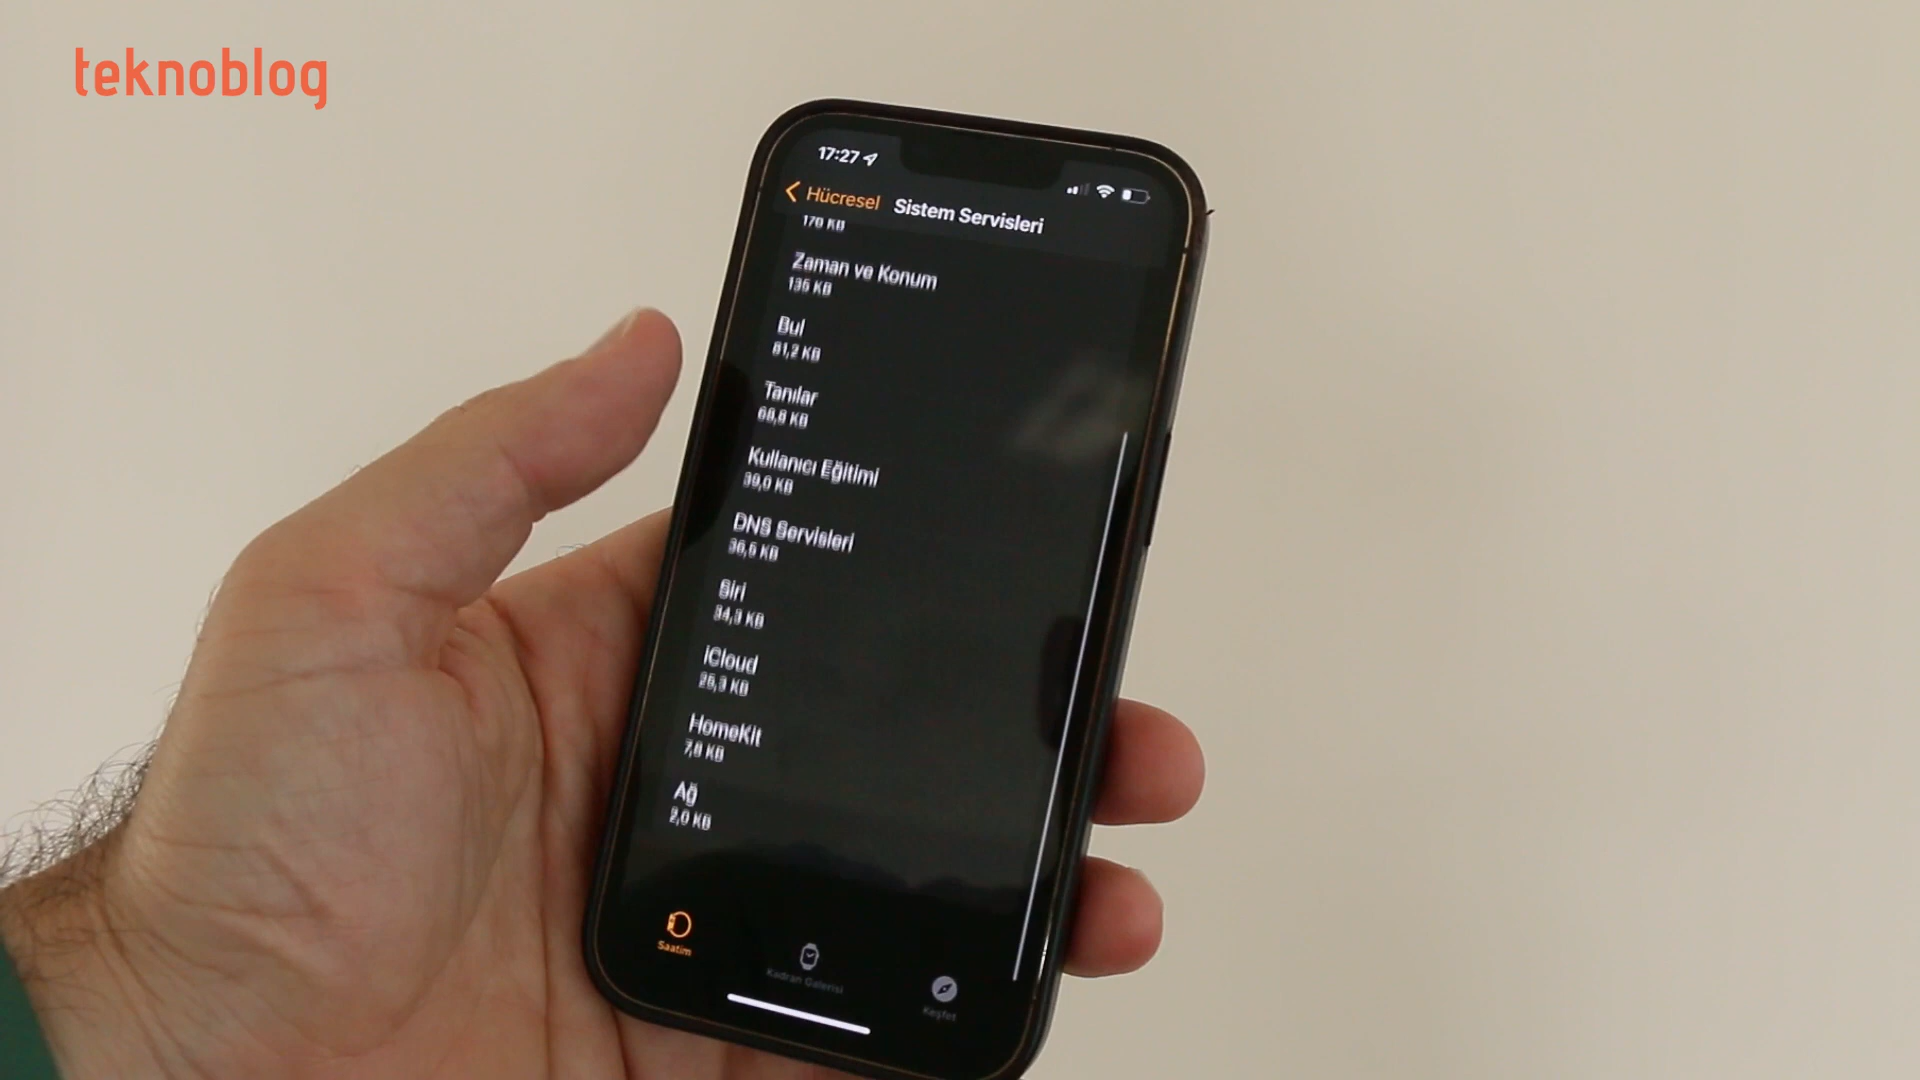 teknoblog
17:27
Hücresel Sistem Servisleri
176 KB
Zaman ve Konum
135 KB
Bul
81,2 KB
Tanılar
68,8 KB
Kullanıcı Eğitimi
39,0 KB
DNS Servisleri
36,5 KB
Siri
34,3 KB
iCloud
25,3 KB
HomeKit
7,8 KB
Ağ
2,0 KB
Saatim
Kadran Galerisi
Keşfet